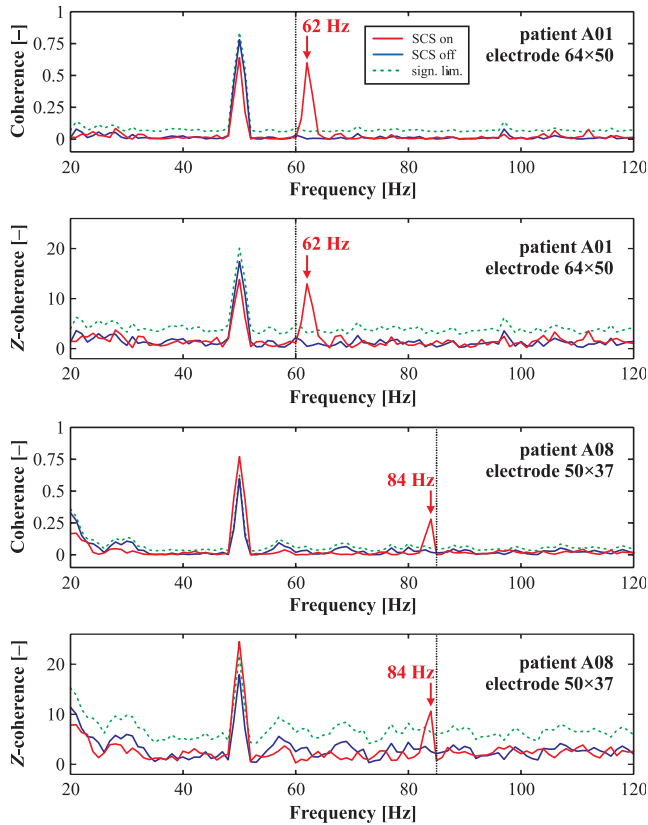 1
0.75
0.5
0.25
0
Coherence [–]
62 Hz
SCS on
SCS off
sign. lim.
patient A01
electrode 64×50
20 40 60 80 100 120
Frequency [Hz]
20
10
0
Z-coherence [–]
62 Hz
patient A01
electrode 64×50
20 40 60 80 100 120
Frequency [Hz]
1
0.75
0.5
0.25
0
Coherence [–]
84 Hz
patient A08
electrode 50×37
20 40 60 80 100 120
Frequency [Hz]
20
10
0
Z-coherence [–]
84 Hz
patient A08
electrode 50×37
20 40 60 80 100 120
Frequency [Hz]